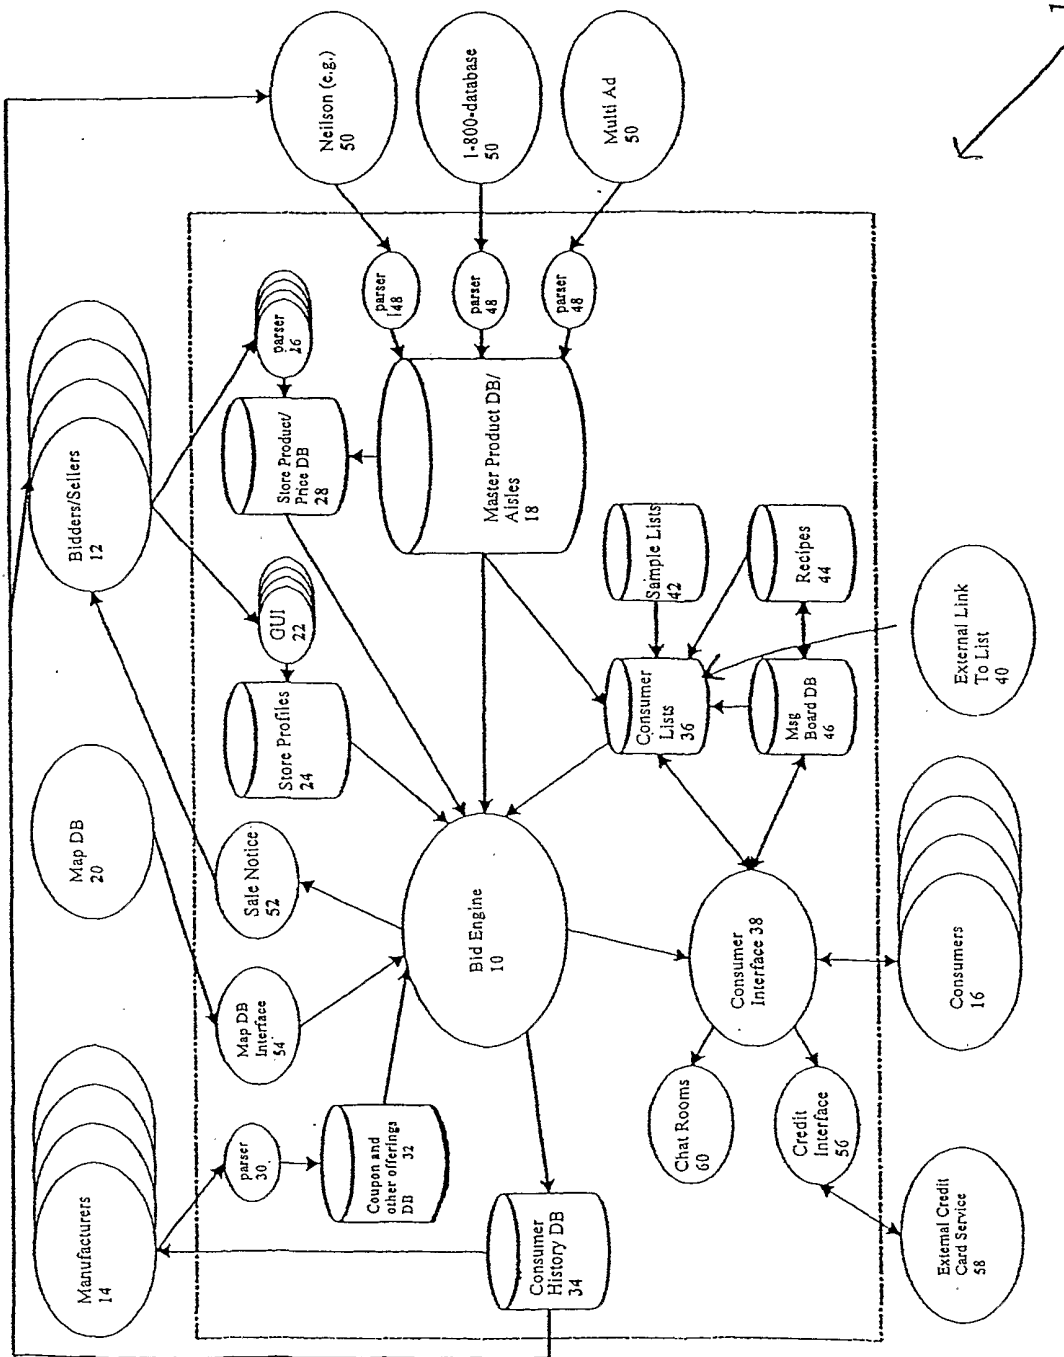 Manufacturers
14
Map DB
20
Bidders/Sellers
12
parser
30
Map DB
Interface
54
Sale Notice
52
Store Profiles
24
GUI
22
Store Product/
Price DB
28
parser
26
Neilson (e.g.)
50
Coupon and
other offerings 32
DB
parser
48
Consumer
History DB
34
Bid Engine
10
Master Product DB/
Aisles
18
parser
48
1-800-database
50
parser
48
Multi Ad
50
Chat Rooms
60
Consumer
Lists
36
Sample Lists
42
Consumer
Interface 38
Credit
Interface
56
Msg
Board DB
46
Recipes
44
External Credit
Card Service
58
Consumers
16
External Link
To List
40